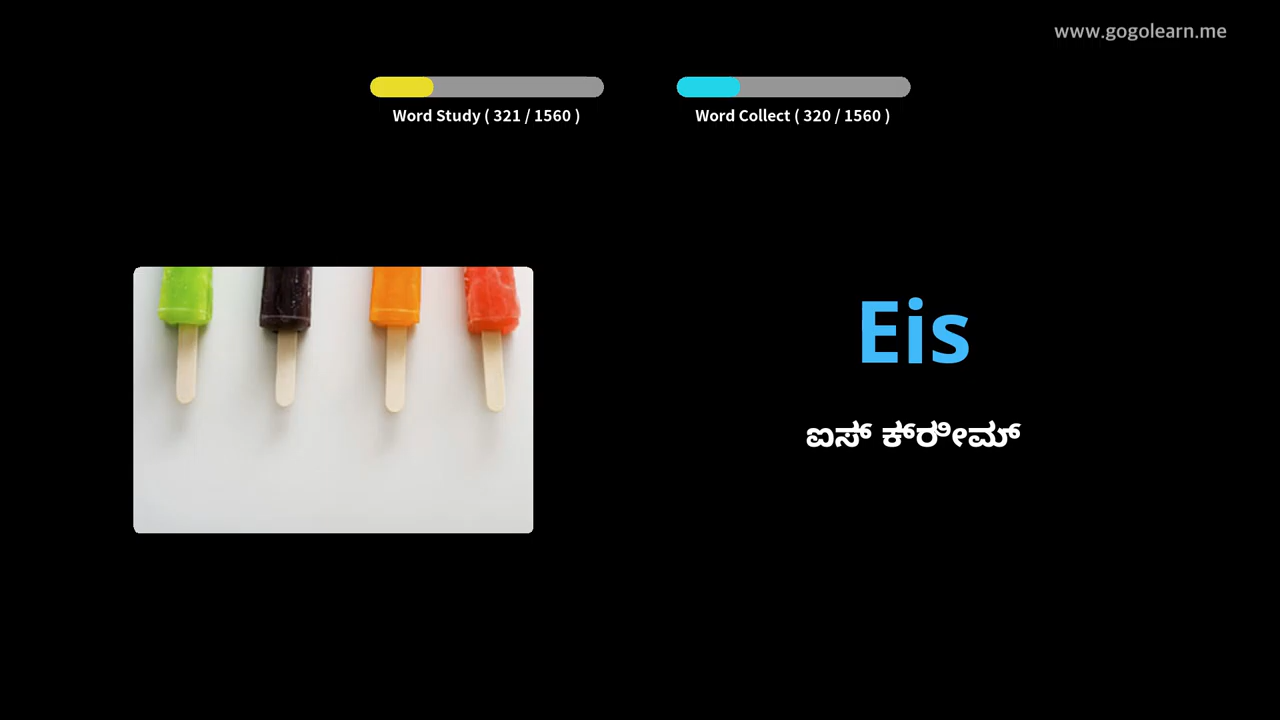 www.gogolearn.me
Word Study ( 321 / 1560 )
Word Collect ( 320 / 1560 )
Eis
ಐಸ್ ಕ್ರೀಮ್